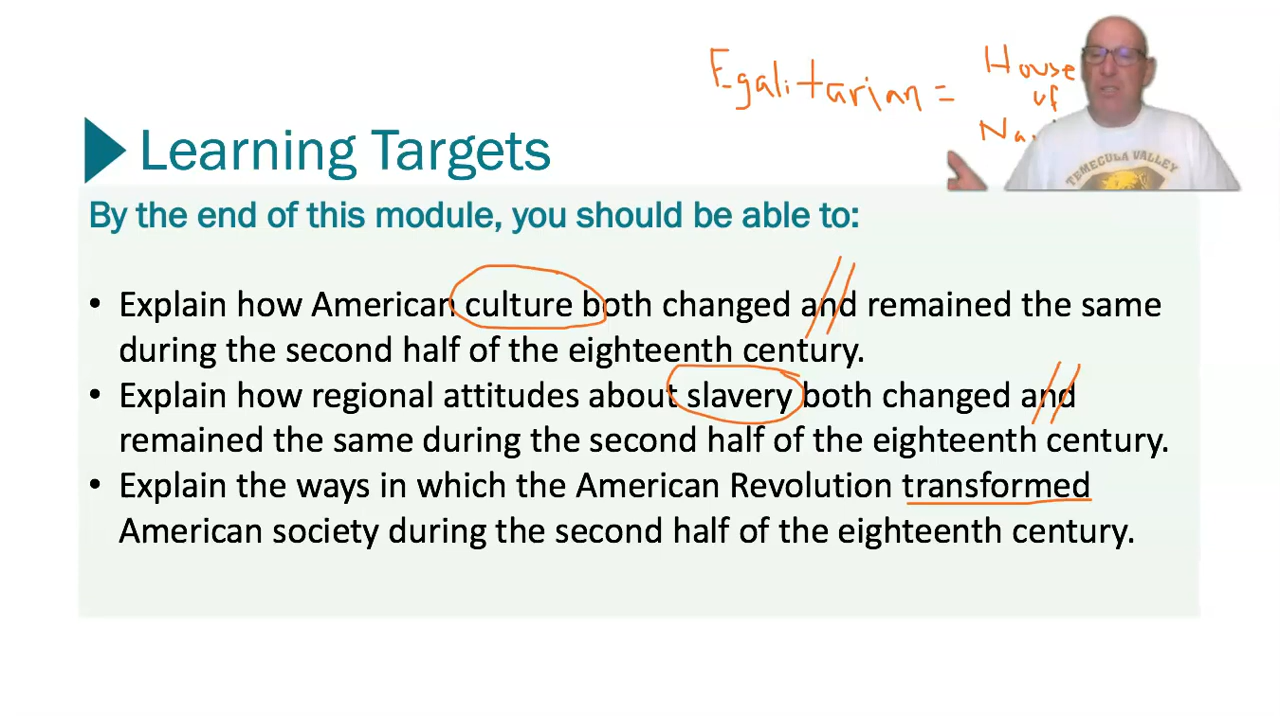 Egalitarian = House
of
TEMECULA VALLEY
Learning Targets
By the end of this module, you should be able to:
• Explain how American culture both changed and remained the same
during the second half of the eighteenth century.
• Explain how regional attitudes about slavery both changed and
remained the same during the second half of the eighteenth century.
• Explain the ways in which the American Revolution transformed
American society during the second half of the eighteenth century.